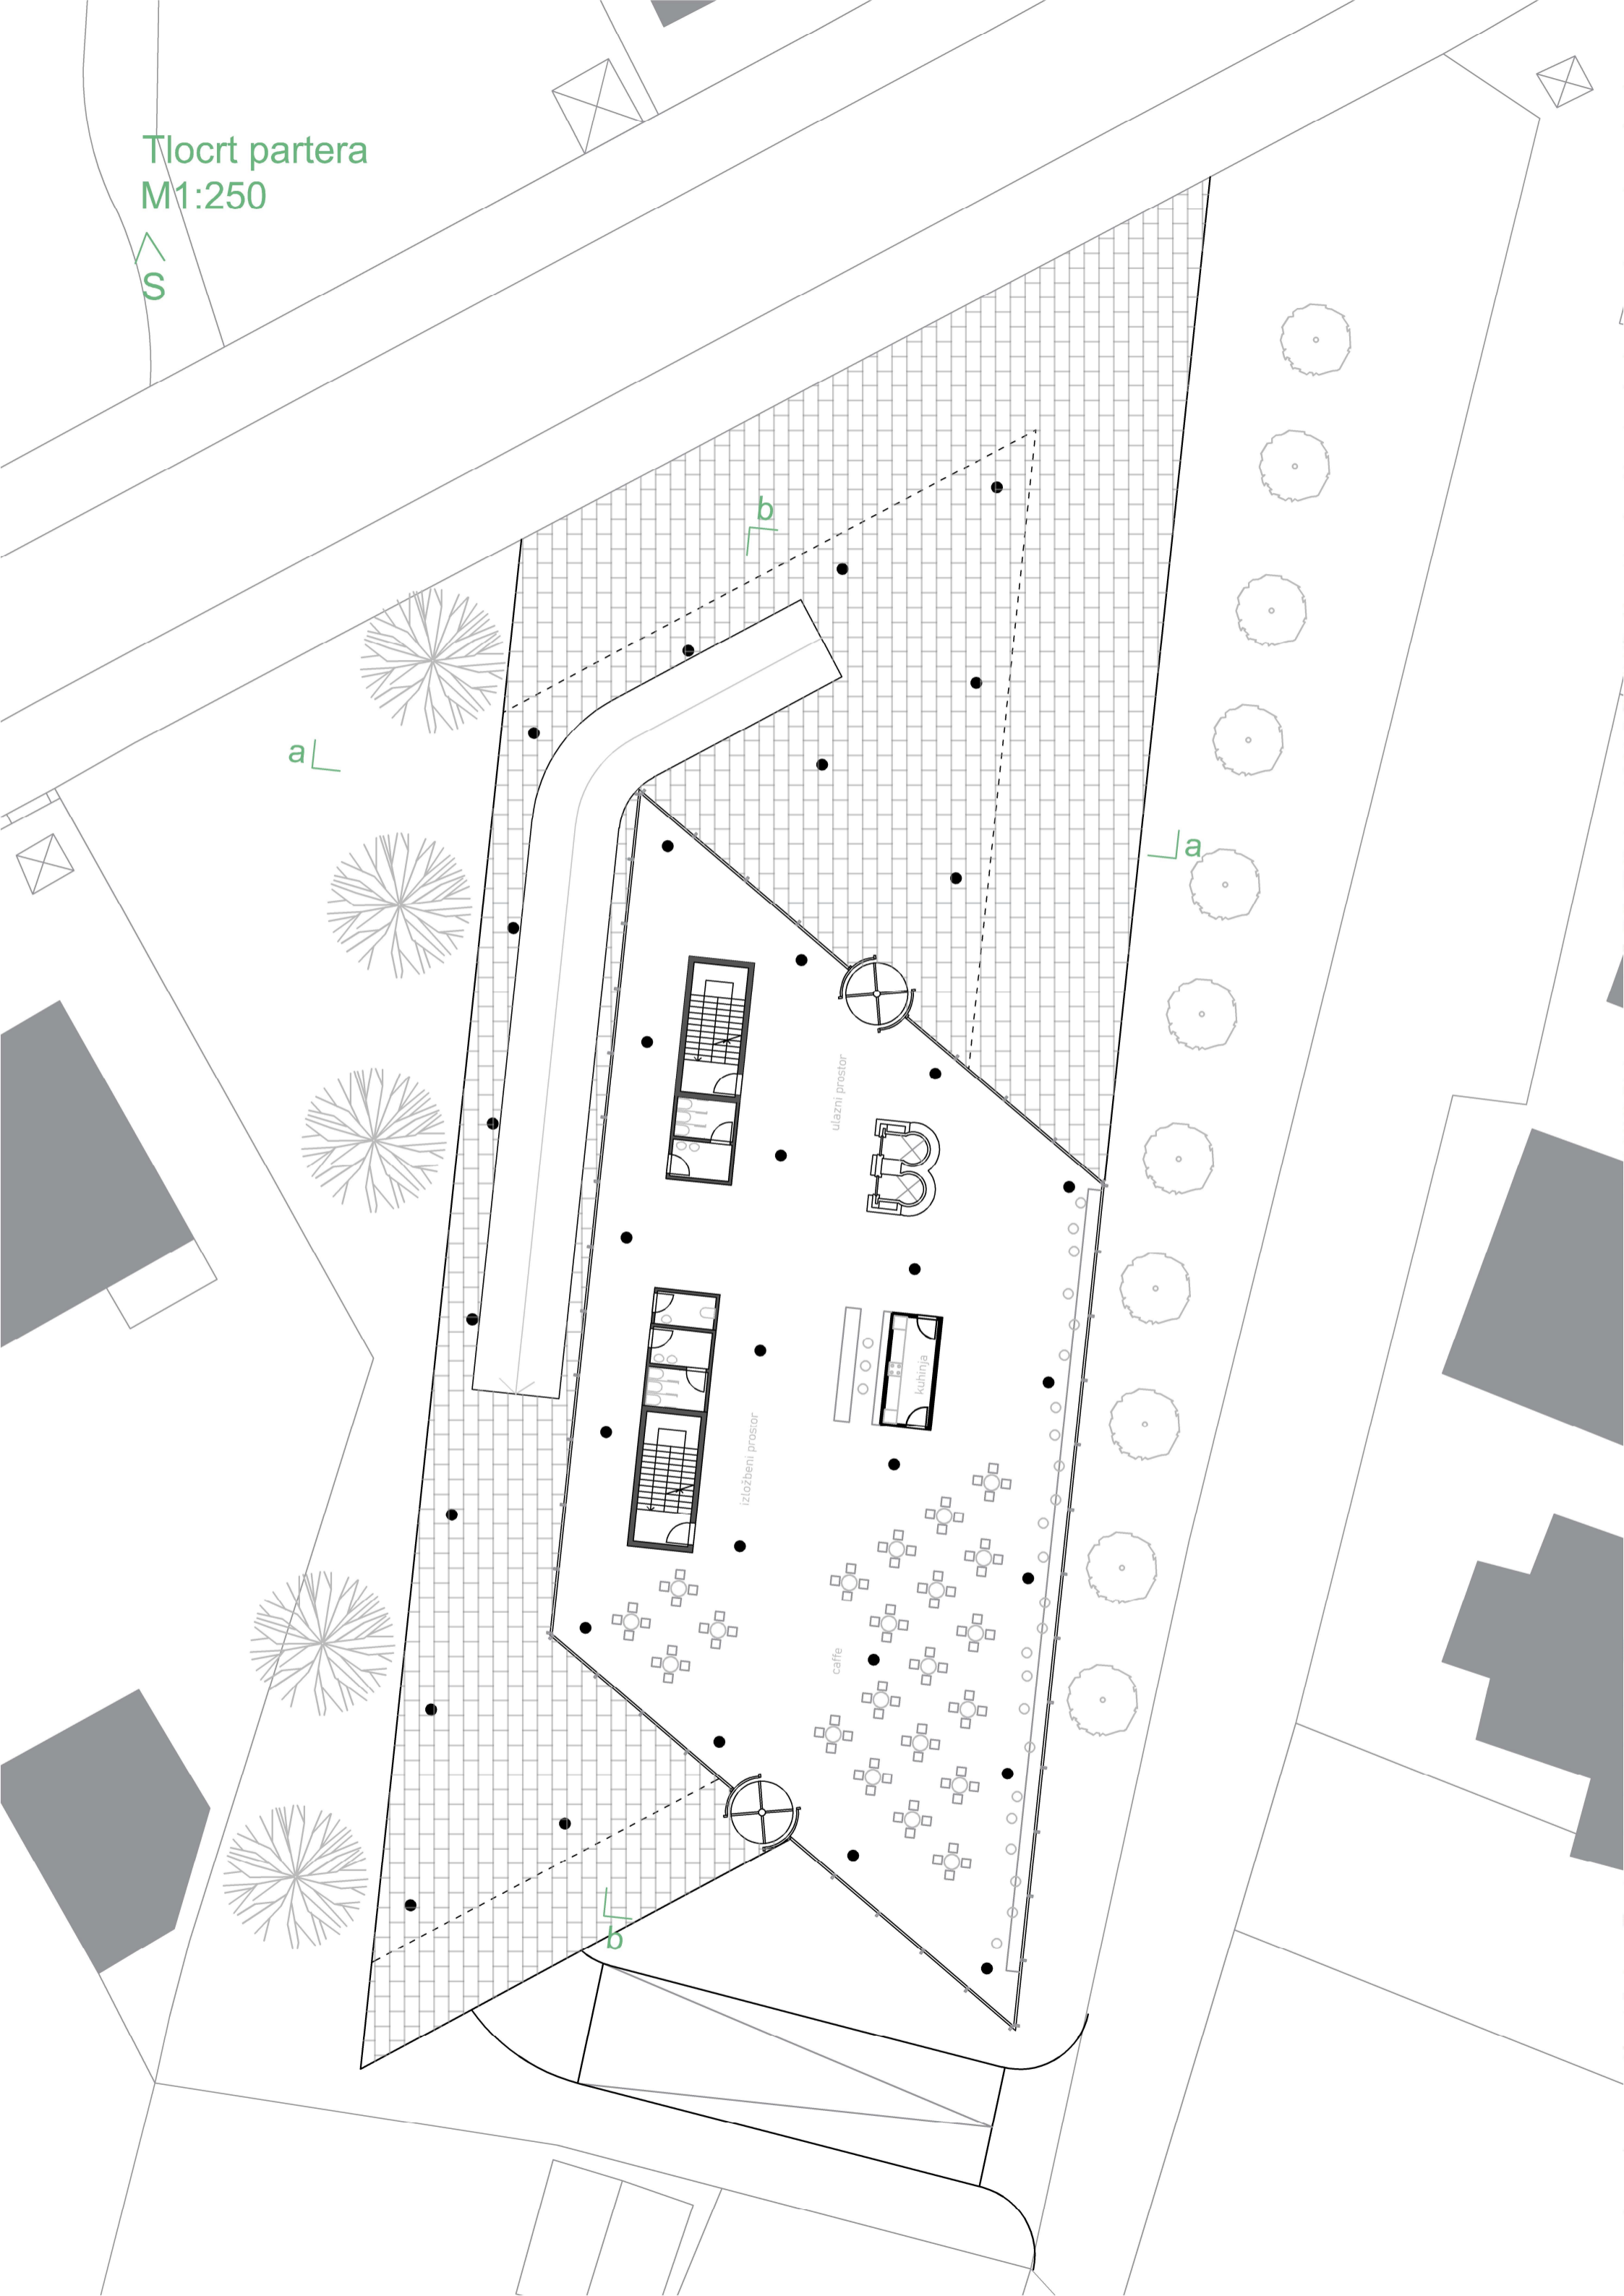 Tlocrt partera
M1:250
S
b
a
a
ulazni prostor
kuhinja
izložbeni prostor
caffe
b